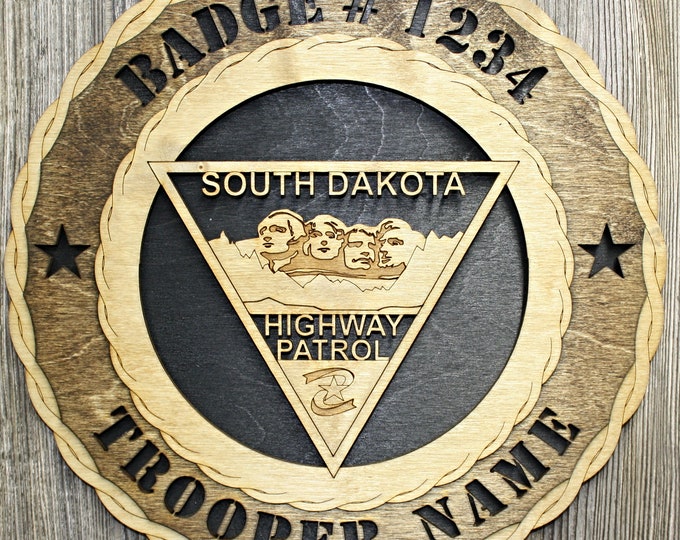 BADGE # 1234
SOUTH DAKOTA
HIGHWAY
PATROL
TROOPER NAME